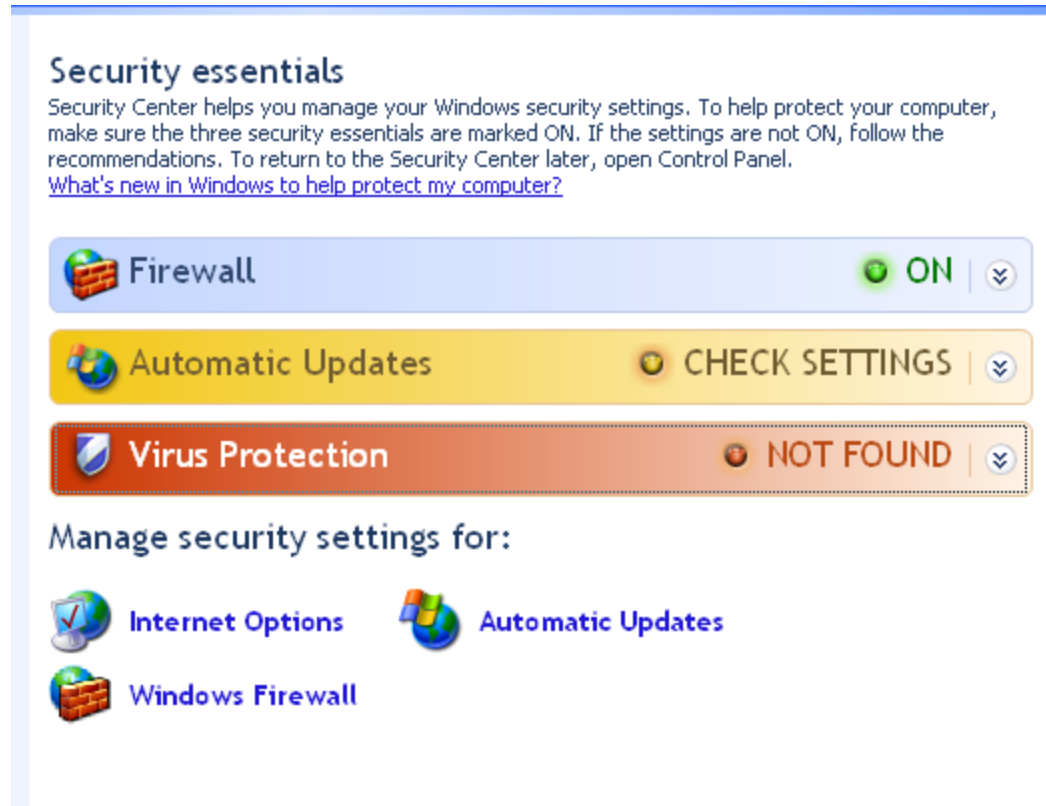 Security essentials
Security Center helps you manage your Windows security settings. To help protect your computer,
make sure the three security essentials are marked ON. If the settings are not ON, follow the
recommendations. To return to the Security Center later, open Control Panel.
What's new in Windows to help protect my computer?
Firewall ON
Automatic Updates CHECK SETTINGS
Virus Protection NOT FOUND
Manage security settings for:
Internet Options Automatic Updates
Windows Firewall